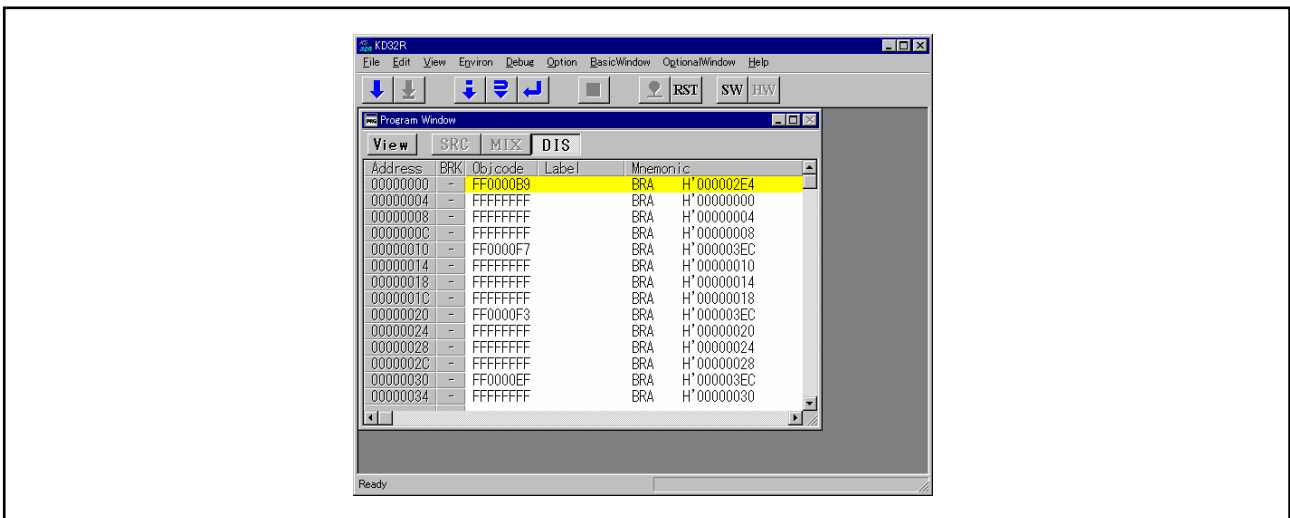 KD32R
File Edit View Environ Debug Option BasicWindow OptionalWindow Help
RST SW HW
Program Window
View SRC MIX DIS
Address BRK Objcode Label Mnemonic
00000000 - FF0000B9 BRA H'000002E4
00000004 - FFFFFFFF BRA H'00000000
00000008 - FFFFFFFF BRA H'00000004
0000000C - FFFFFFFF BRA H'00000008
00000010 - FF0000F7 BRA H'000003EC
00000014 - FFFFFFFF BRA H'00000010
00000018 - FFFFFFFF BRA H'00000014
0000001C - FFFFFFFF BRA H'00000018
00000020 - FF0000F3 BRA H'000003EC
00000024 - FFFFFFFF BRA H'00000020
00000028 - FFFFFFFF BRA H'00000024
0000002C - FFFFFFFF BRA H'00000028
00000030 - FF0000EF BRA H'000003EC
00000034 - FFFFFFFF BRA H'00000030
Ready